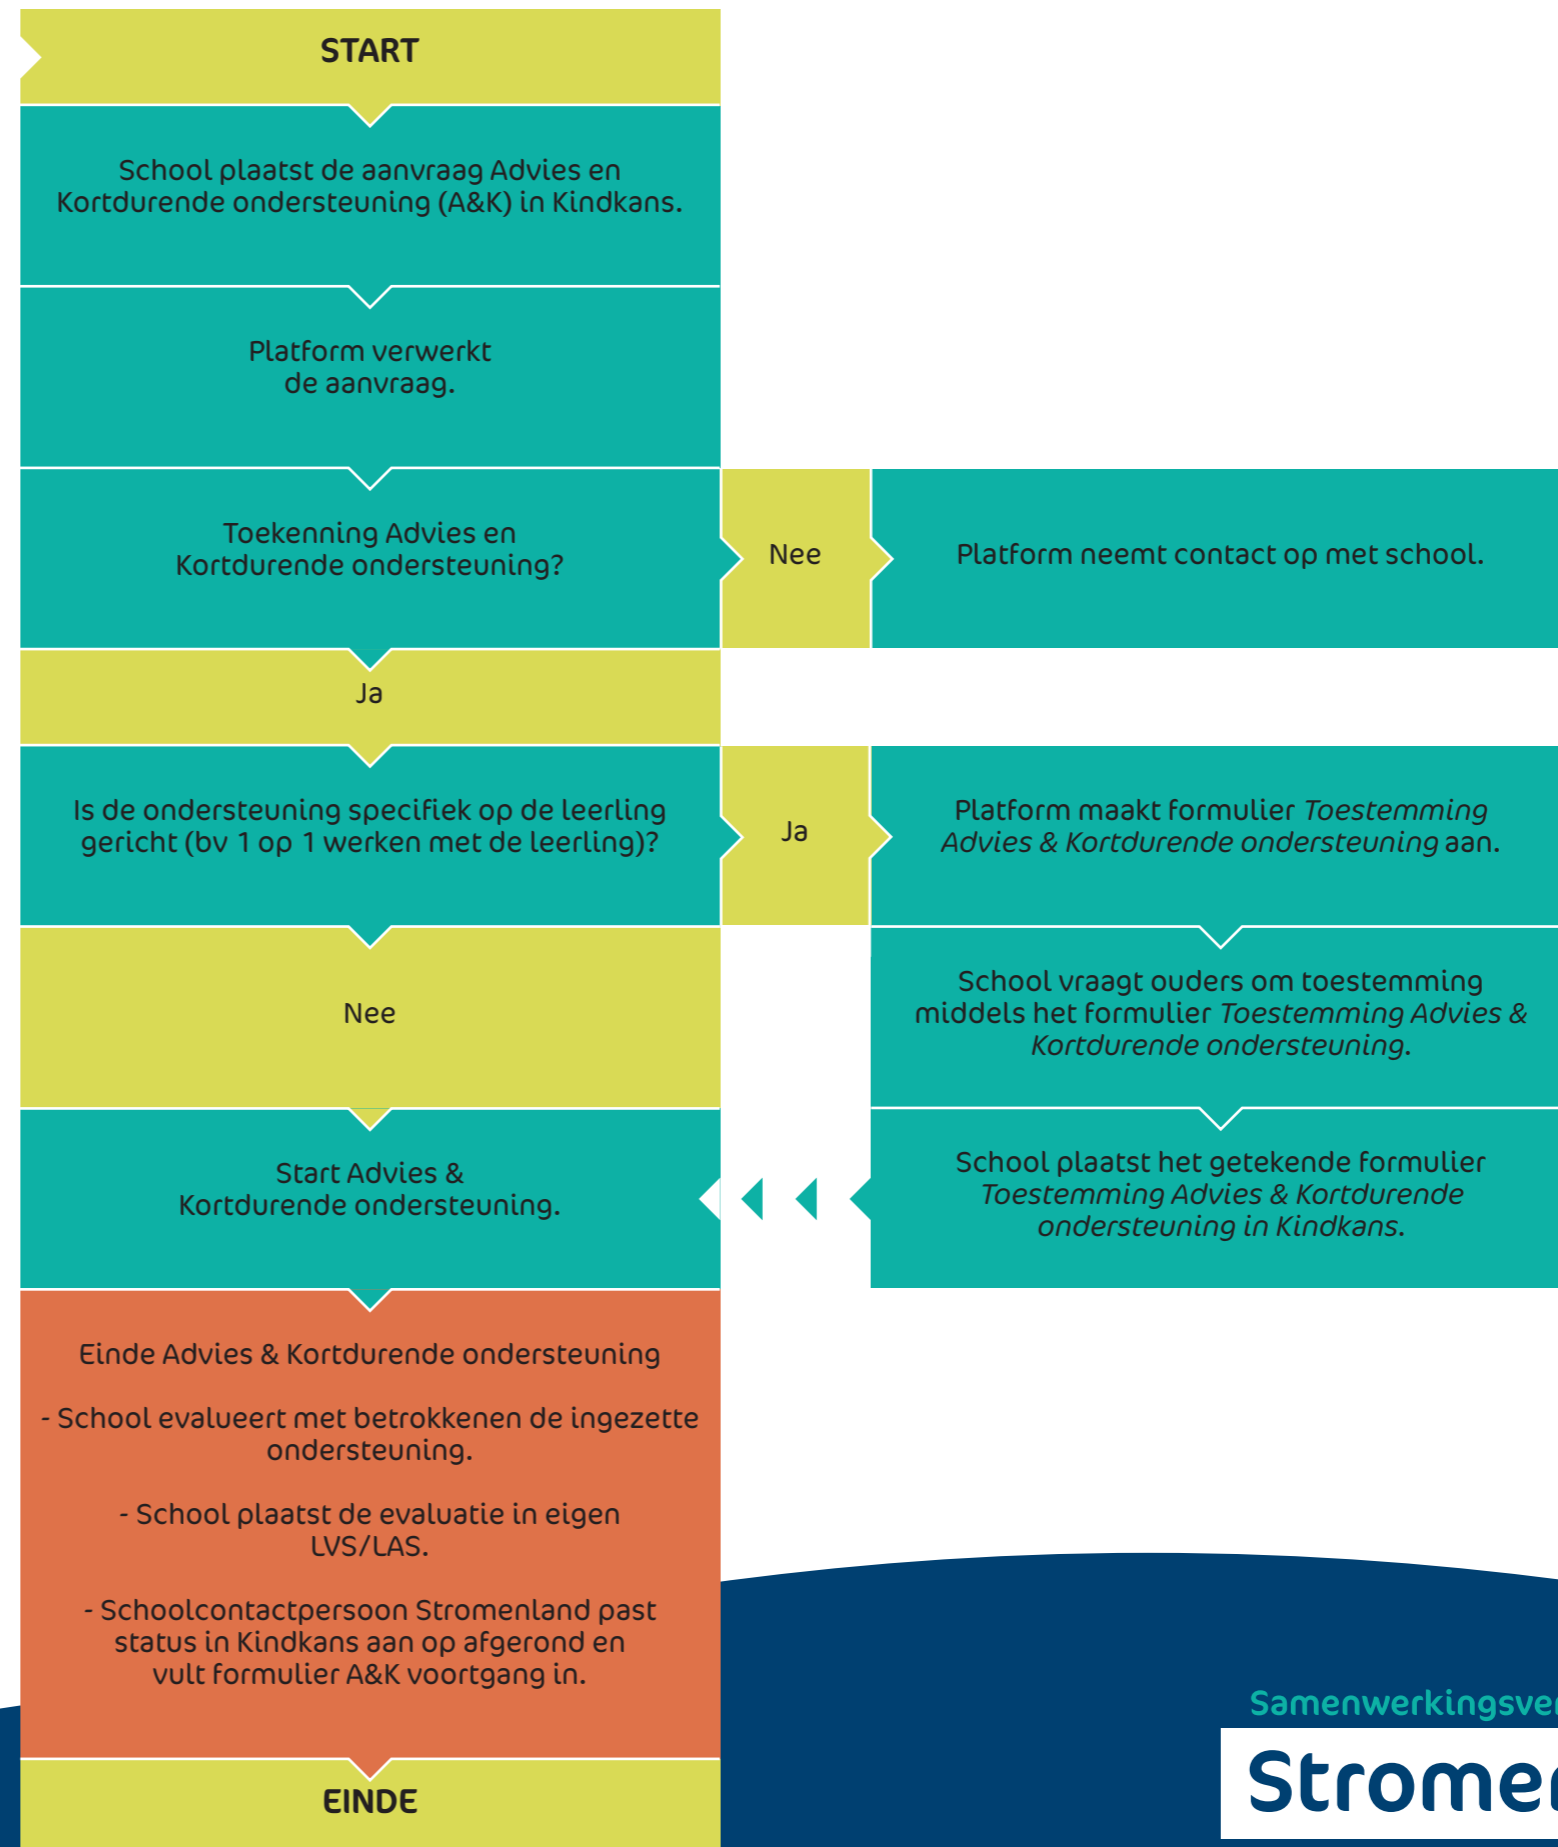 START
School plaatst de aanvraag Advies en
Kortdurende ondersteuning (A&K) in Kindkans.
Platform verwerkt
de aanvraag.
Toekenning Advies en
Kortdurende ondersteuning?
Nee
Platform neemt contact op met school.
Ja
Is de ondersteuning specifiek op de leerling
gericht (bv 1 op 1 werken met de leerling)?
Ja
Platform maakt formulier Toestemming
Advies & Kortdurende ondersteuning aan.
Nee
School vraagt ouders om toestemming
middels het formulier Toestemming Advies &
Kortdurende ondersteuning.
Start Advies &
Kortdurende ondersteuning.
School plaatst het getekende formulier
Toestemming Advies & Kortdurende
ondersteuning in Kindkans.
Einde Advies & Kortdurende ondersteuning
- School evalueert met betrokkenen de ingezette
ondersteuning.
- School plaatst de evaluatie in eigen
LVS/LAS.
- Schoolcontactpersoon Stromenland past
status in Kindkans aan op afgerond en
vult formulier A&K voortgang in.
EINDE